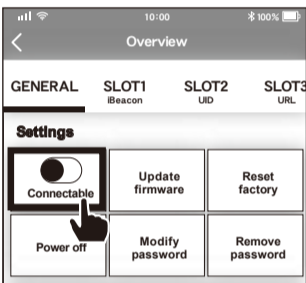 10:00
100%
Overview
GENERAL
SLOT1
iBeacon
SLOT2
UID
SLOT3
URL
Settings
Connectable
Update
firmware
Reset
factory
Power off
Modify
password
Remove
password